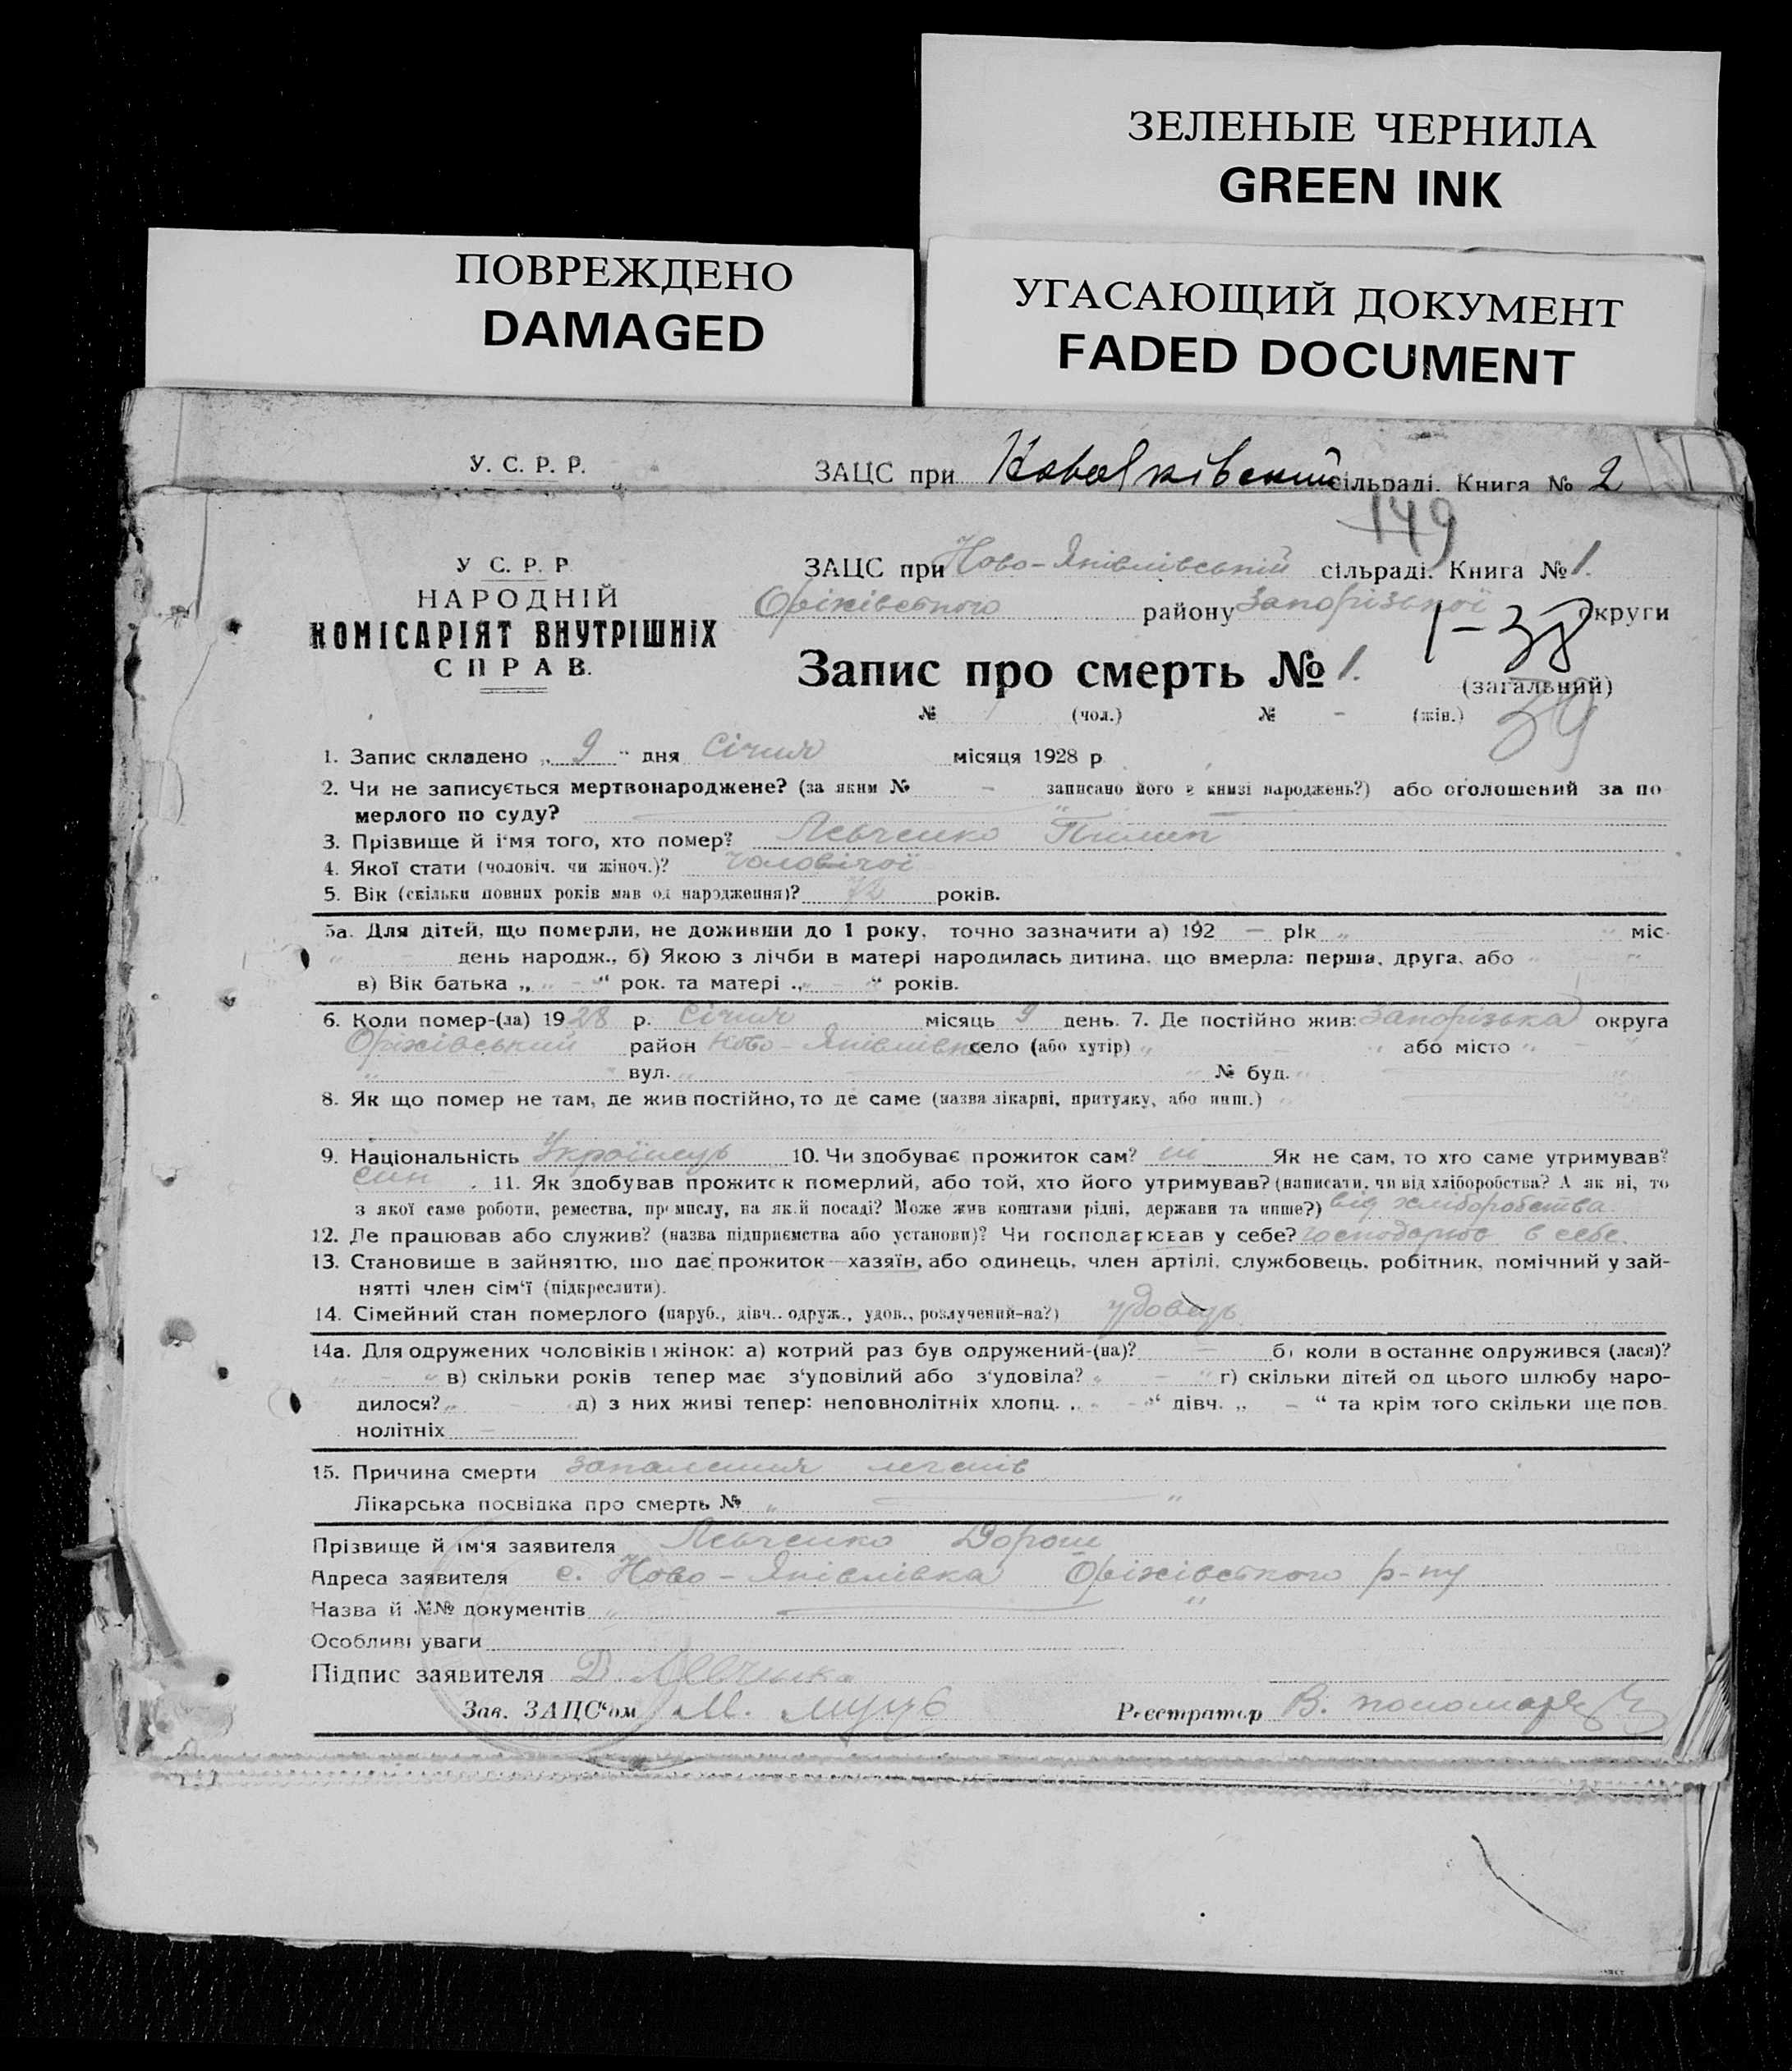 ЗЕЛЕНЫЕ ЧЕРНИЛА
GREEN INK
ПОВРЕЖДЕНО
DAMAGED
УГАСАЮЩИЙ ДОКУМЕНТ
FADED DOCUMENT
У. С. Р. Р. ЗАЦС при сільраді. Книга № 2
149
У С. Р. Р
НАРОДНІЙ
КОМІСАРІЯТ ВНУТРІШНІХ
СПРАВ.
ЗАЦС при Ново-Яківлівській сільраді. Книга № 1.
Оріхівського району Запорізької округи
1-38
Запис про смерть № 1.
(загальний)
39
№ 1 (чол.) № - (жін.)
1. Запис складено „ 9 " дня Січня місяця 1928 р
2. Чи не записується мертвонароджене? (за яким № - записано його в книзі народжень?) або оголошений за по
мерлого по суду?
3. Прізвище й ім'я того, хто помер? Левченко Пилип
4. Якої стати (чоловіч. чи жіноч.)? чоловічої
5. Вік (скільки повних років мав од народження)? 72 років.
5а. Для дітей, що померли, не доживши до 1 року, точно зазначити а) 192 — рік „ " міс.
" - день народж., б) Якою з лічби в матері народилась дитина, що вмерла: перша, друга, або
в) Вік батька „ - " рок. та матері „ - " років.
6. Коли помер-(ла) 1928 р. Січня місяць 9 день. 7. Де постійно жив: Запорізька округа
Оріхівський район Ново-Яківлівка село (або хутір) „ " або місто „ - "
" - " вул. „ — " № буд. "
8. Як що помер не там, де жив постійно, то де саме (назва лікарні, притулку, або инш.)
9. Національність Українець 10. Чи здобуває прожиток сам? ні Як не сам, то хто саме утримував?
син. 11. Як здобував прожиток померлий, або той, хто його утримував? (написати, чи від хліборобства? А як ні, то
з якої саме роботи, ремества, промислу, на якій посаді? Може жив коштами рідні, держави та инше?) від хліборобства.
12. Де працював або служив? (назва підприємства або установи)? Чи господарював у себе? господарював в себе.
13. Становише в зайняттю, що дає прожиток—хазяїн, або одинець, член артілі, службовець, робітник, помічний у зай-
нятті член сім'ї (підкреслити).
14. Сімейний стан померлого (паруб., дівч., одруж., удов., розлучений-на?) удовець
14а. Для одружених чоловіків і жінок: а) котрий раз був одружений-(на)? — б) коли в останнє одружився (лася)?
" - " в) скільки років тепер має з'удовілий або з'удовіла? „ - " г) скільки дітей од цього шлюбу наро-
дилося? „ д) з них живі тепер: неповнолітніх хлопц. „ - " дівч. „ - " та крім того скільки ще пов.
нолітніх -
15. Причина смерти запалення легенів
Лікарська посвідка про смерть № „ — "
Прізвище й ім'я заявителя Левченко Дорош
Адреса заявителя с. Ново-Яківлівка Оріхівського р-ну
Назва й №№ документів „ — "
Особливі уваги
Підпис заявителя Д. Левченко
Зав. ЗАЦС'ом М. Реєстратор В.